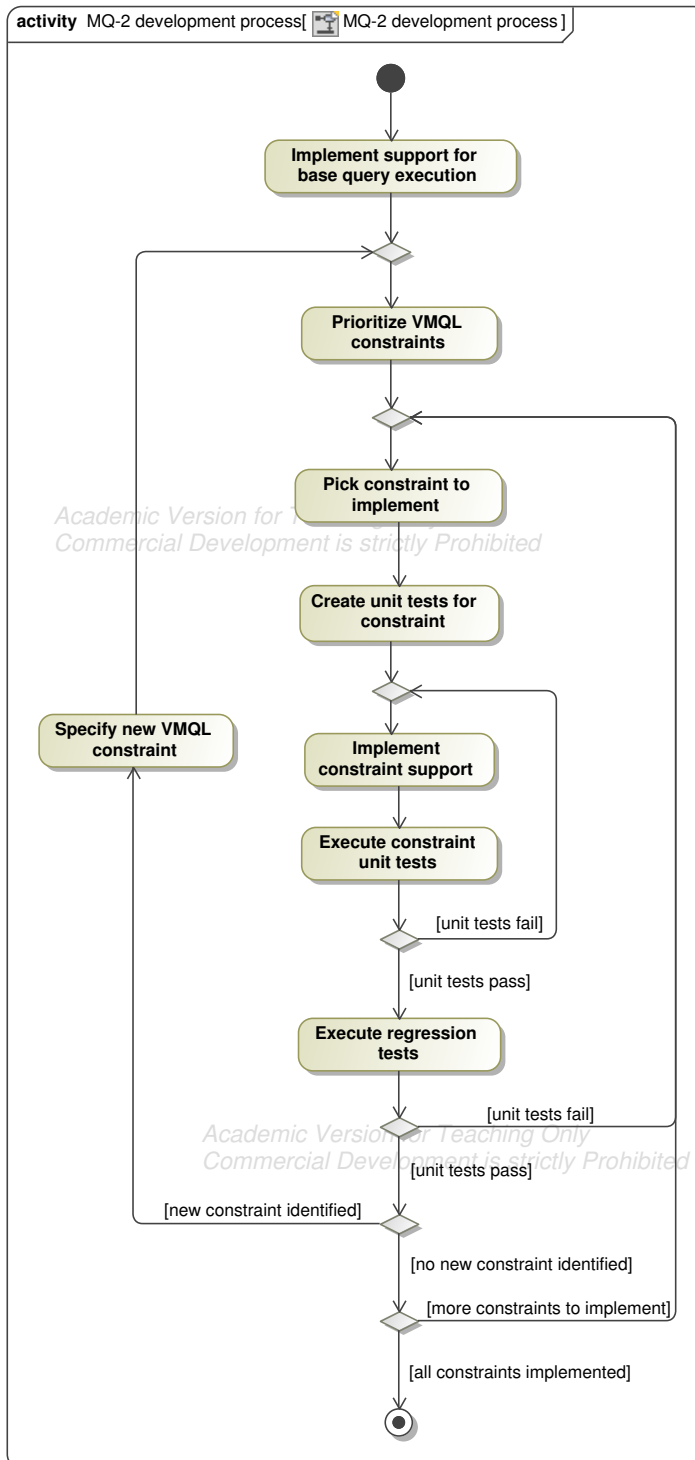 activity MQ-2 development process[ MQ-2 development process ]
Implement support for
base query execution
Prioritize VMQL
constraints
Pick constraint to
implement
Academic Version for T
Commercial Development is strictly Prohibited
Create unit tests for
constraint
Specify new VMQL
constraint
Implement
constraint support
Execute constraint
unit tests
[unit tests fail]
[unit tests pass]
Execute regression
tests
[unit tests fail]
Academic Version for Teaching Only
Commercial Development is strictly Prohibited
[unit tests pass]
[new constraint identified]
[no new constraint identified]
[more constraints to implement]
[all constraints implemented]